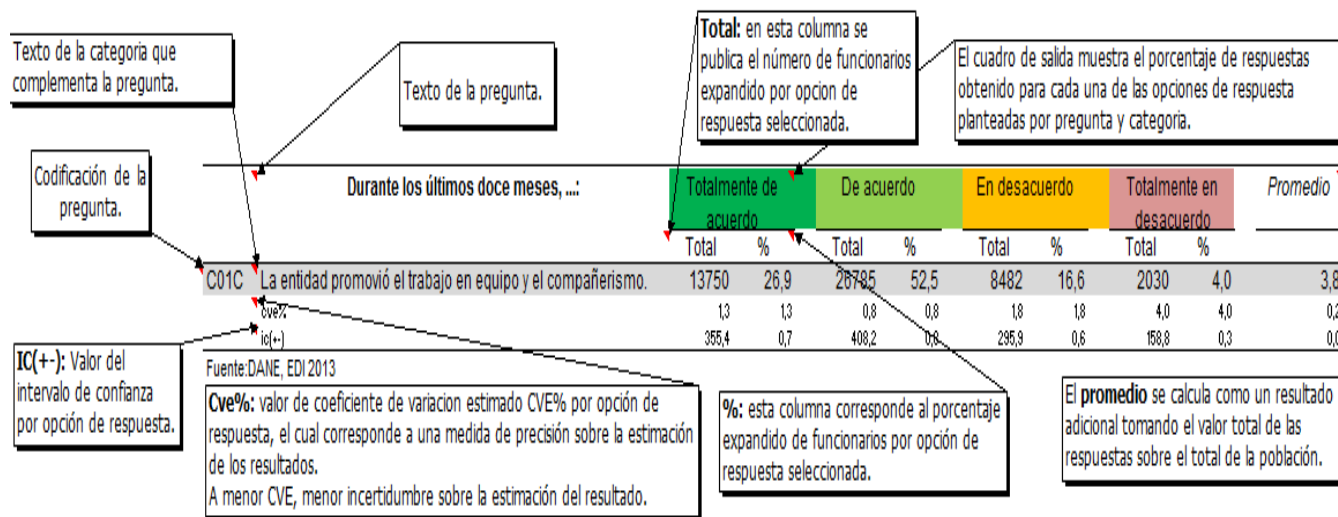 Texto de la categoria que
complementa la pregunta.
Texto de la pregunta.
Total: en esta columna se
publica el número de funcionarios
expandido por opcion de
respuesta seleccionada.
El cuadro de salida muestra el porcentaje de respuestas
obtenido para cada una de las opciones de respuesta
planteadas por pregunta y categoria.
Codificación de la
pregunta.
Durante los últimos doce meses, ...:
Totalmente de
acuerdo
De acuerdo
En desacuerdo
Totalmente en
desacuerdo
Promedio
Total % Total % Total % Total %
C01C La entidad promovió el trabajo en equipo y el compañerismo. 13750 26,9 26785 52,5 8482 16,6 2030 4,0 3,8
cve% 1,3 1,3 0,8 0,8 1,8 1,8 4,0 4,0
ic(+-) 355,4 0,7 408,2 295,9 0,6 158,8 0,3
IC(+-): Valor del
intervalo de confianza
por opción de respuesta.
Fuente:DANE, EDI 2013
Cve%: valor de coeficiente de variacion estimado CVE% por opción de
respuesta, el cual corresponde a una medida de precisión sobre la estimación
de los resultados.
A menor CVE, menor incertidumbre sobre la estimación del resultado.
%: esta columna corresponde al porcentaje
expandido de funcionarios por opción de
respuesta seleccionada.
El promedio se calcula como un resultado
adicional tomando el valor total de las
respuestas sobre el total de la población.